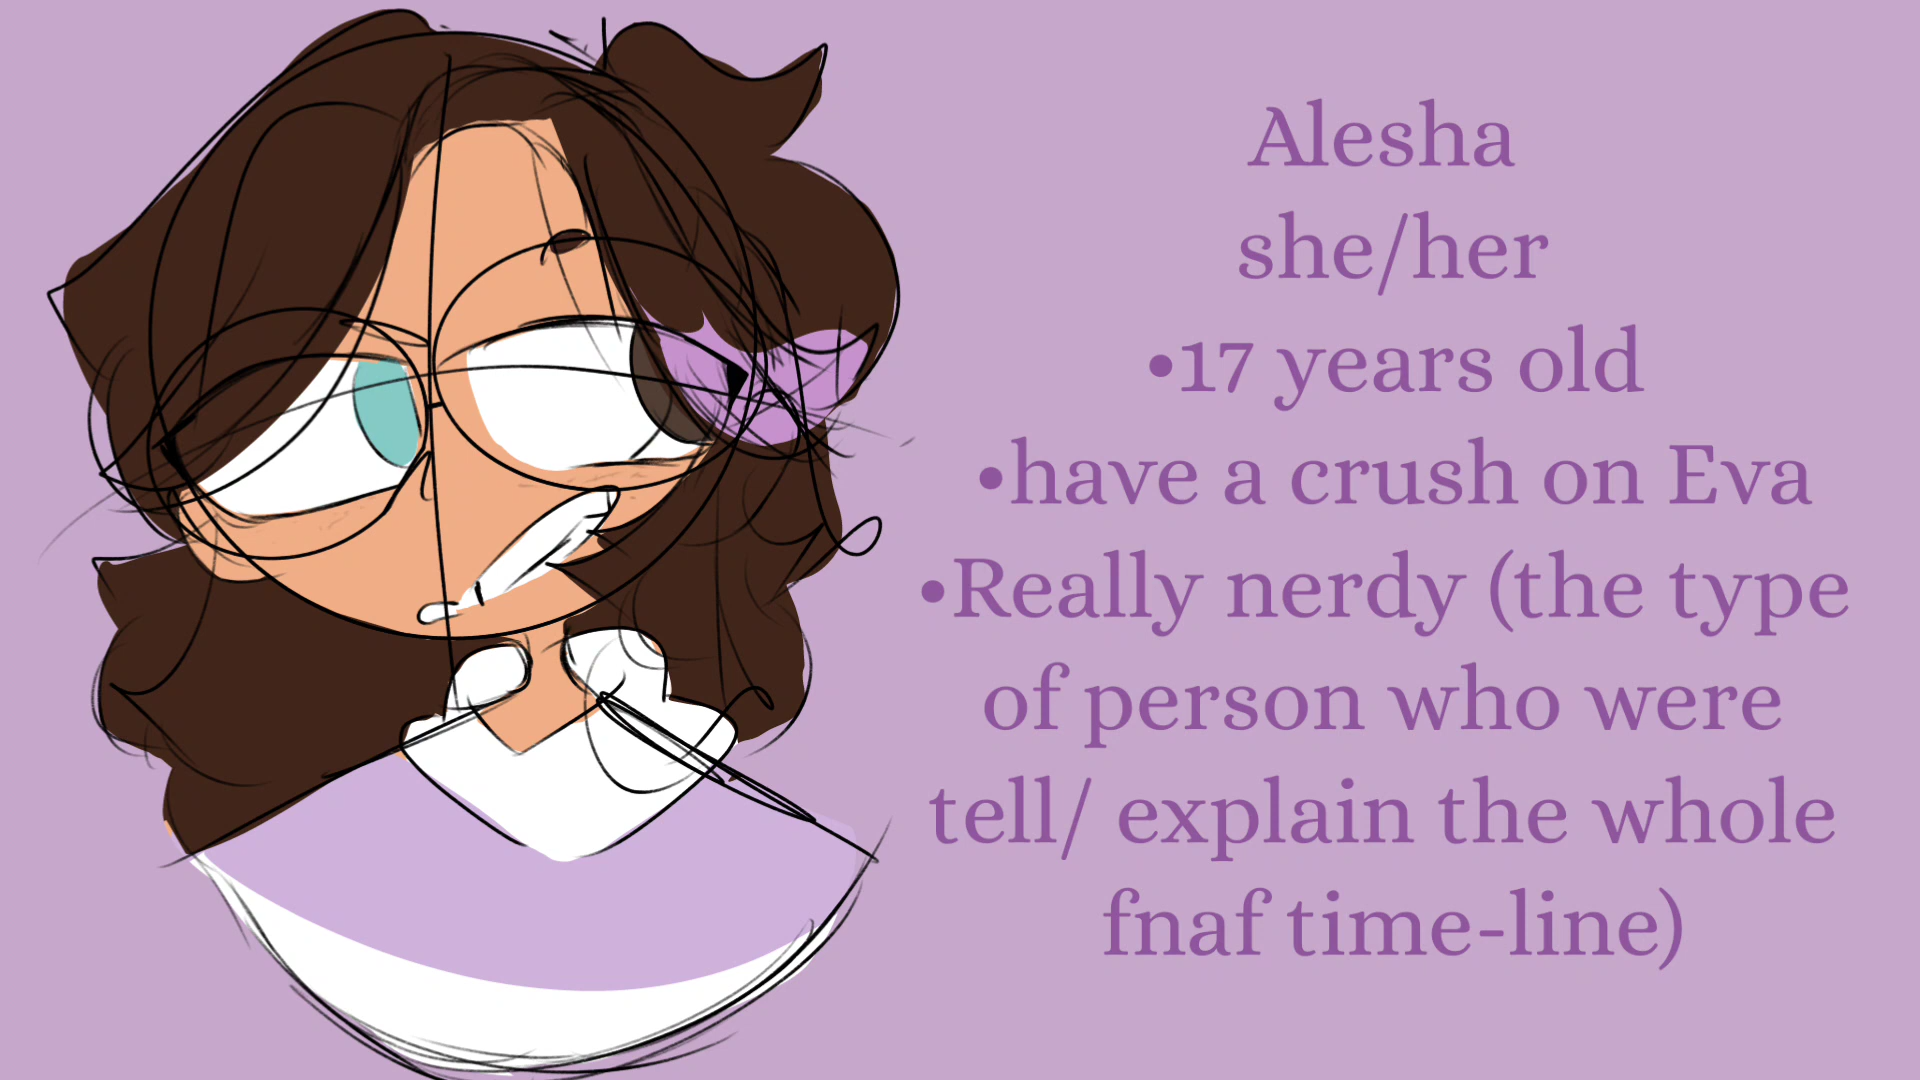 Alesha
she/her
•17 years old
•have a crush on Eva
•Really nerdy (the type
of person who were
tell/ explain the whole
fnaf time-line)